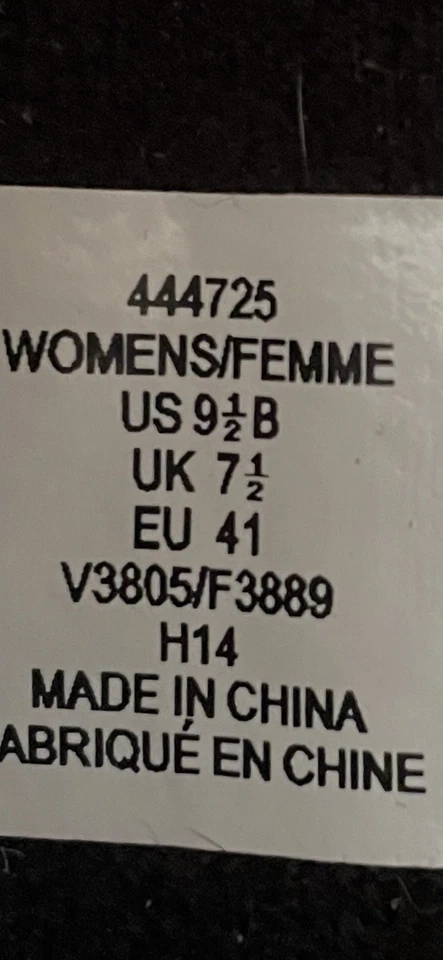 444725
WOMENS/FEMME
US 9½ B
UK 7½
EU 41
V3805/F3889
H14
MADE IN CHINA
ABRIQUÉ EN CHINE